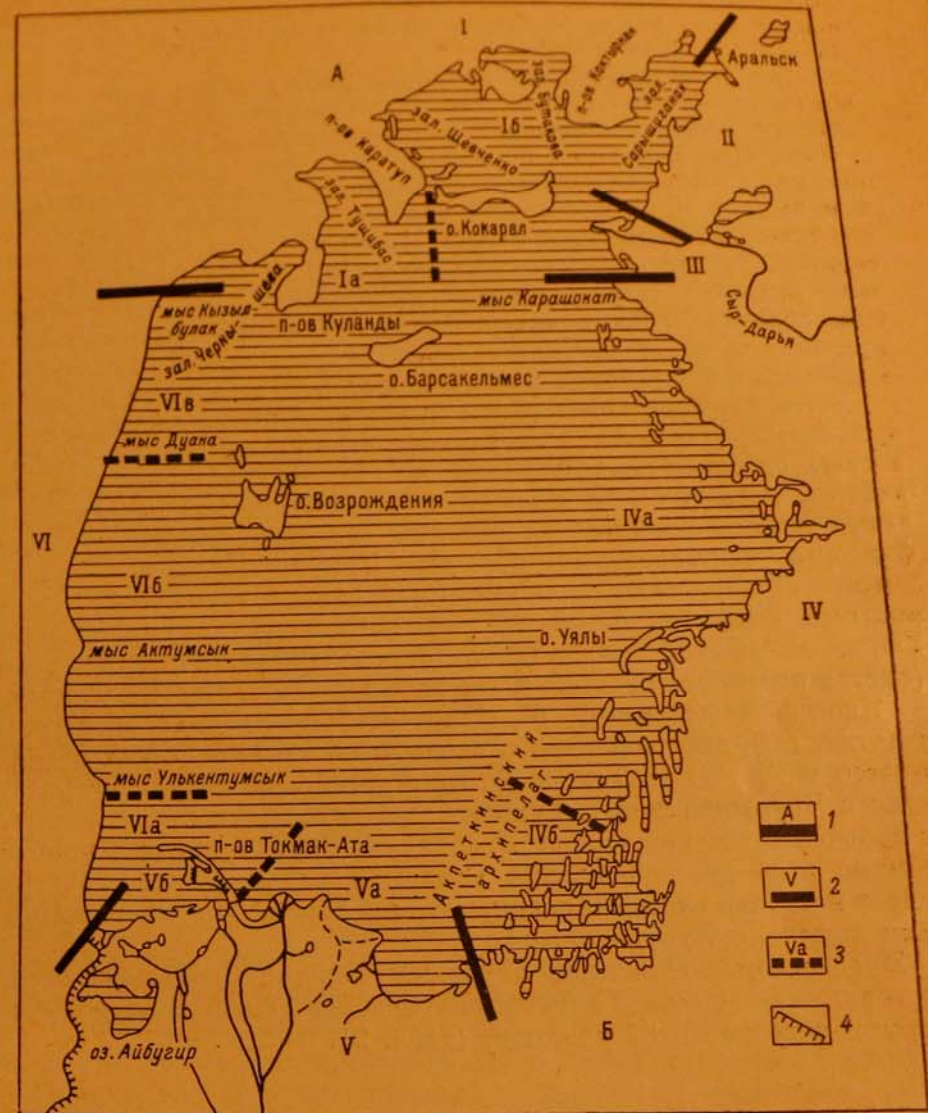 I
А
Аральск
п-ов Коктырнак
зал. Бутакова
зал.
Сарышуганак
п-ов Каратуп
зал. Шевченко
Iб
II
зал. Тущибас
о. Кокарал
Iа
III
мыс Карашокат
мыс Кызыл-
булак
зал. Чернышева
п-ов Куланды
Сыр-Дарья
о. Барсакельмес
VIв
мыс Дуана
о. Возрождения
IVа
VI
VIб
IV
о. Уялы
мыс Актумсык
мыс Улькентумсык
Акпеткинский
архипелаг
VIа
IVб
п-ов Токмак-Ата
Vб
Vа
А 1
V 2
Vа 3
4
оз. Айбугир
V
Б